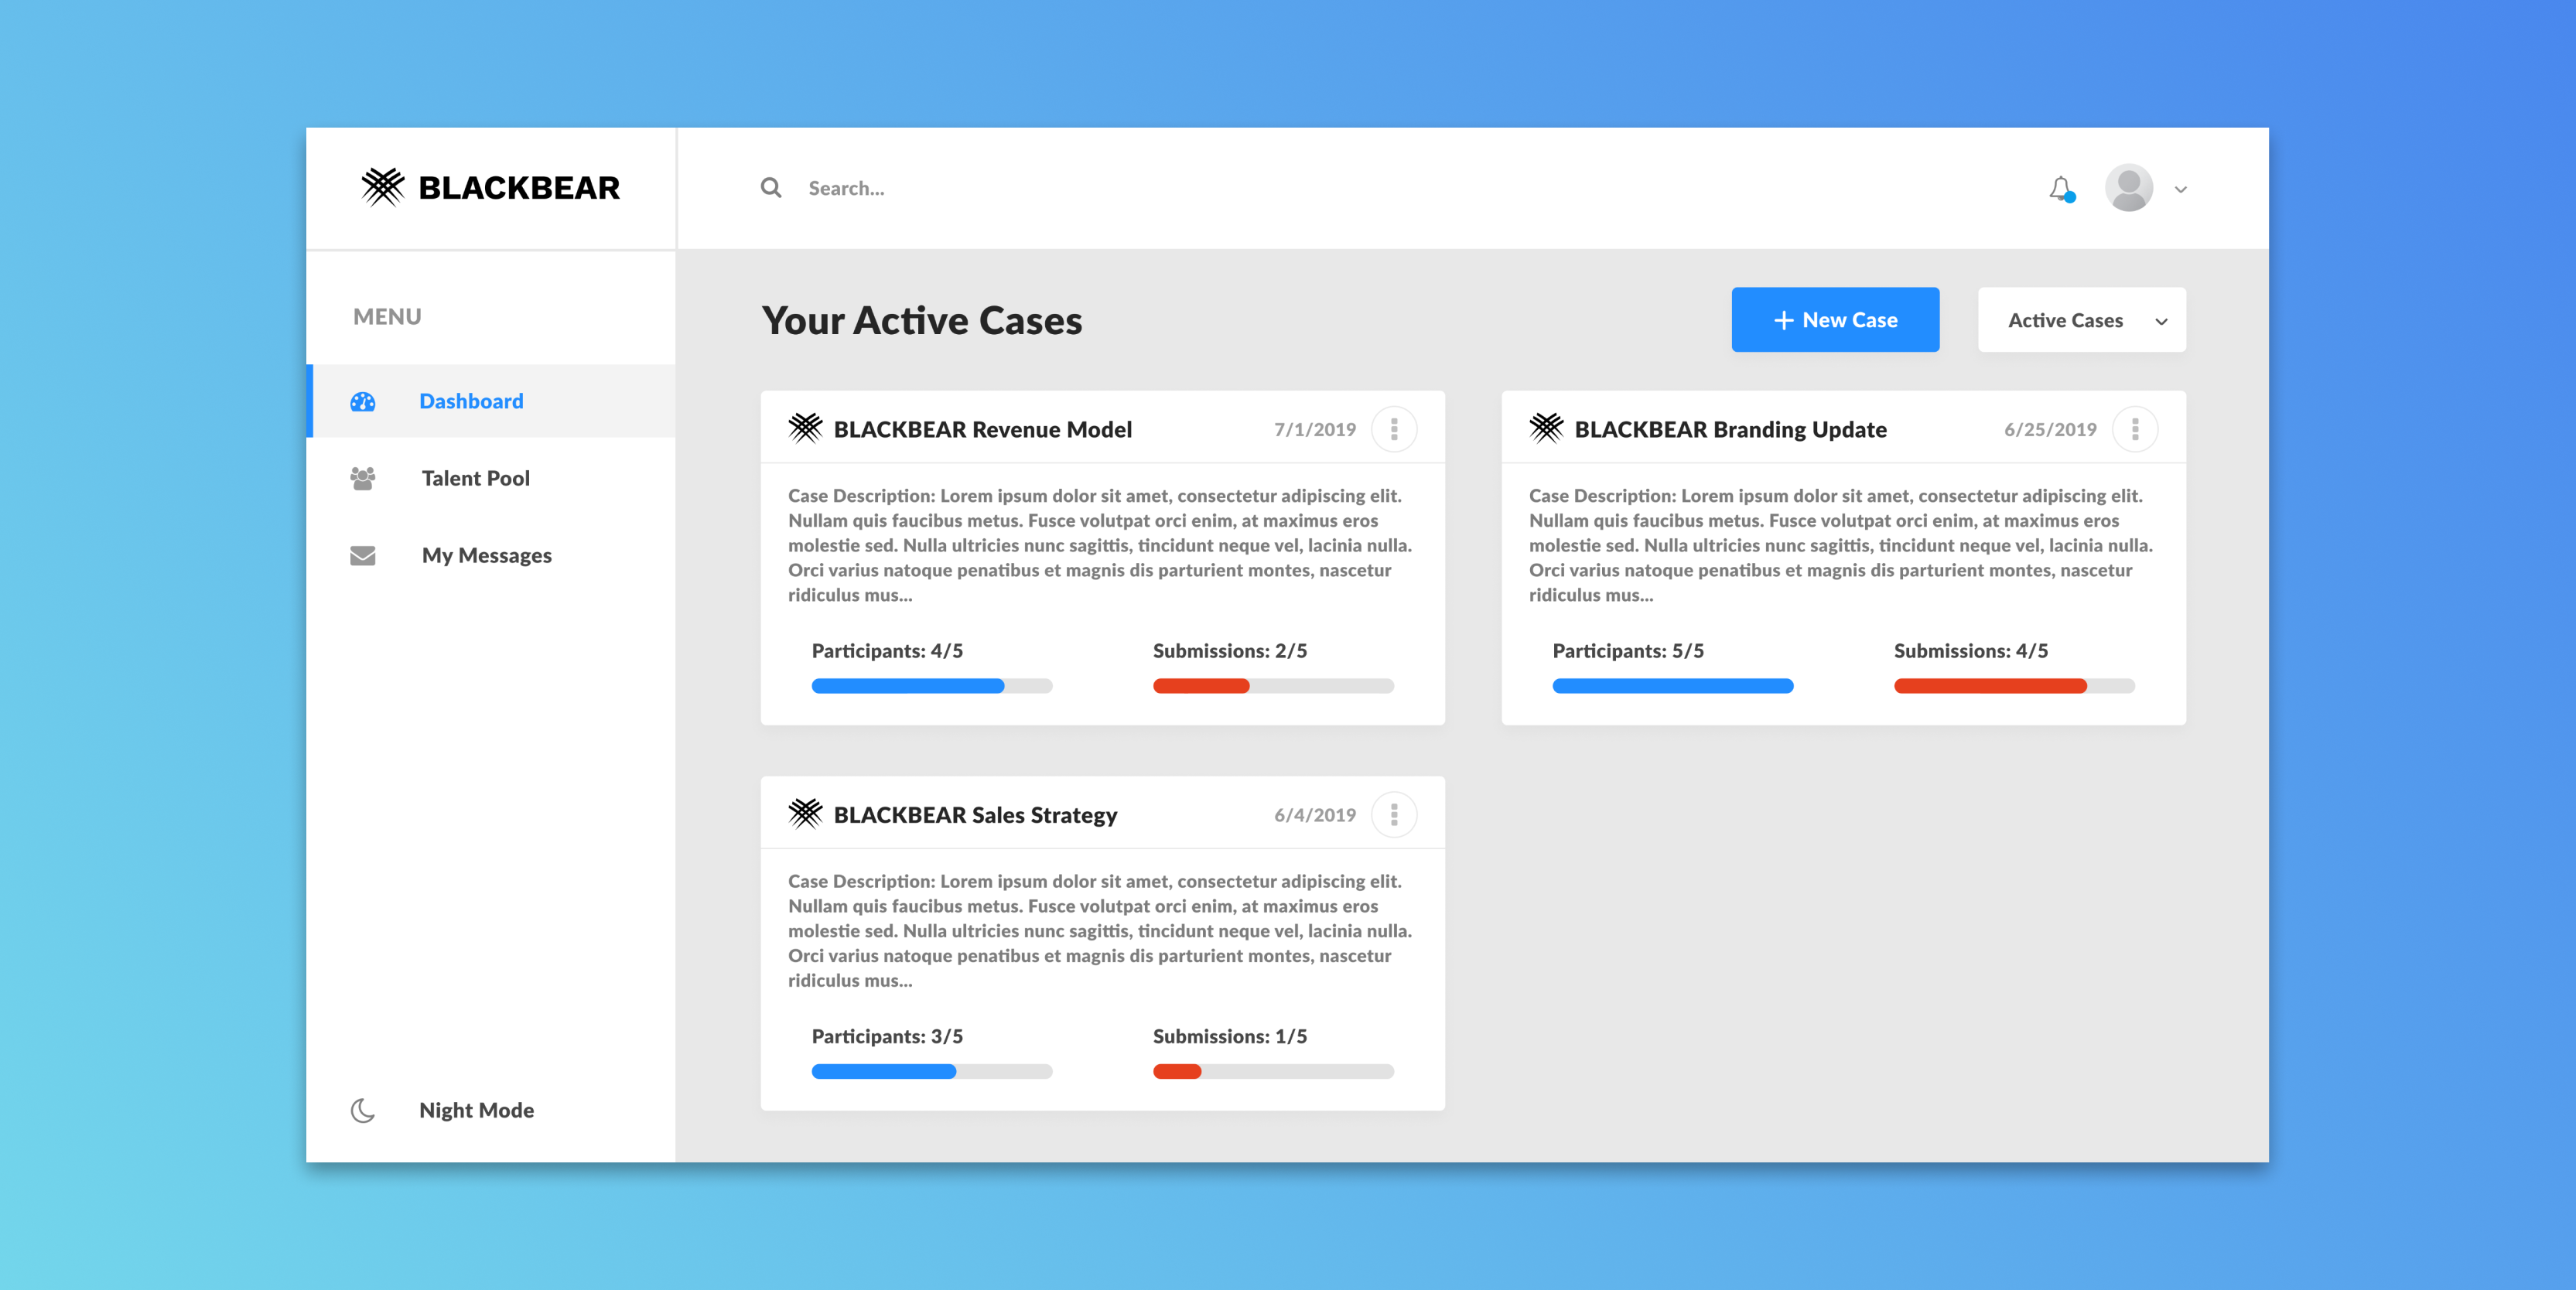 BLACKBEAR
Search...
MENU
Dashboard
Talent Pool
My Messages
Night Mode
Your Active Cases
+ New Case
Active Cases
BLACKBEAR Revenue Model
7/1/2019
Case Description: Lorem ipsum dolor sit amet, consectetur adipiscing elit.
Nullam quis faucibus metus. Fusce volutpat orci enim, at maximus eros
molestie sed. Nulla ultricies nunc sagittis, tincidunt neque vel, lacinia nulla.
Orci varius natoque penatibus et magnis dis parturient montes, nascetur
ridiculus mus...
Participants: 4/5
Submissions: 2/5
BLACKBEAR Branding Update
6/25/2019
Case Description: Lorem ipsum dolor sit amet, consectetur adipiscing elit.
Nullam quis faucibus metus. Fusce volutpat orci enim, at maximus eros
molestie sed. Nulla ultricies nunc sagittis, tincidunt neque vel, lacinia nulla.
Orci varius natoque penatibus et magnis dis parturient montes, nascetur
ridiculus mus...
Participants: 5/5
Submissions: 4/5
BLACKBEAR Sales Strategy
6/4/2019
Case Description: Lorem ipsum dolor sit amet, consectetur adipiscing elit.
Nullam quis faucibus metus. Fusce volutpat orci enim, at maximus eros
molestie sed. Nulla ultricies nunc sagittis, tincidunt neque vel, lacinia nulla.
Orci varius natoque penatibus et magnis dis parturient montes, nascetur
ridiculus mus...
Participants: 3/5
Submissions: 1/5